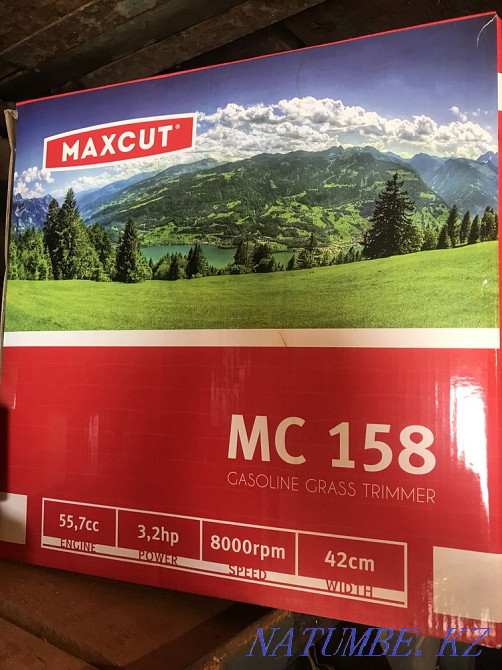 MAXCUT®
MC 158
GASOLINE GRASS TRIMMER
55,7cc 3,2hp 8000rpm 42cm
ENGINE POWER SPEED WIDTH
NATUMBE. KZ